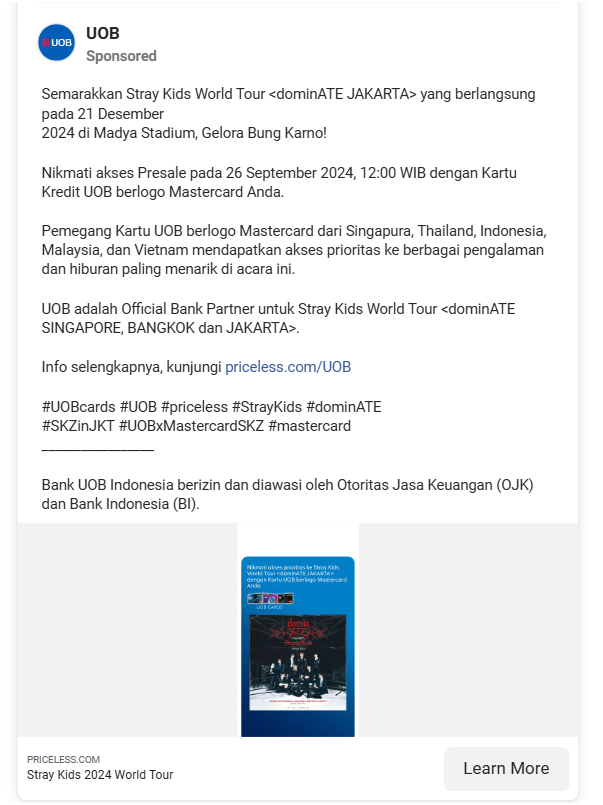 UOB
UOB
Sponsored
Semarakkan Stray Kids World Tour <dominATE JAKARTA> yang berlangsung
pada 21 Desember
2024 di Madya Stadium, Gelora Bung Karno!
Nikmati akses Presale pada 26 September 2024, 12:00 WIB dengan Kartu
Kredit UOB berlogo Mastercard Anda.
Pemegang Kartu UOB berlogo Mastercard dari Singapura, Thailand, Indonesia,
Malaysia, dan Vietnam mendapatkan akses prioritas ke berbagai pengalaman
dan hiburan paling menarik di acara ini.
UOB adalah Official Bank Partner untuk Stray Kids World Tour <dominATE
SINGAPORE, BANGKOK dan JAKARTA>.
Info selengkapnya, kunjungi priceless.com/UOB
#UOBcards #UOB #priceless #StrayKids #dominATE
#SKZinJKT #UOBxMastercardSKZ #mastercard
_________________
Bank UOB Indonesia berizin dan diawasi oleh Otoritas Jasa Keuangan (OJK)
dan Bank Indonesia (BI).
Nikmati akses prioritas ke Stray Kids
World Tour <dominATE JAKARTA>
dengan Kartu UOB berlogo Mastercard
Anda
UOB CARDS
domin
ATE
Stray Kids
World Tour
PRICELESS.COM
Stray Kids 2024 World Tour
Learn More